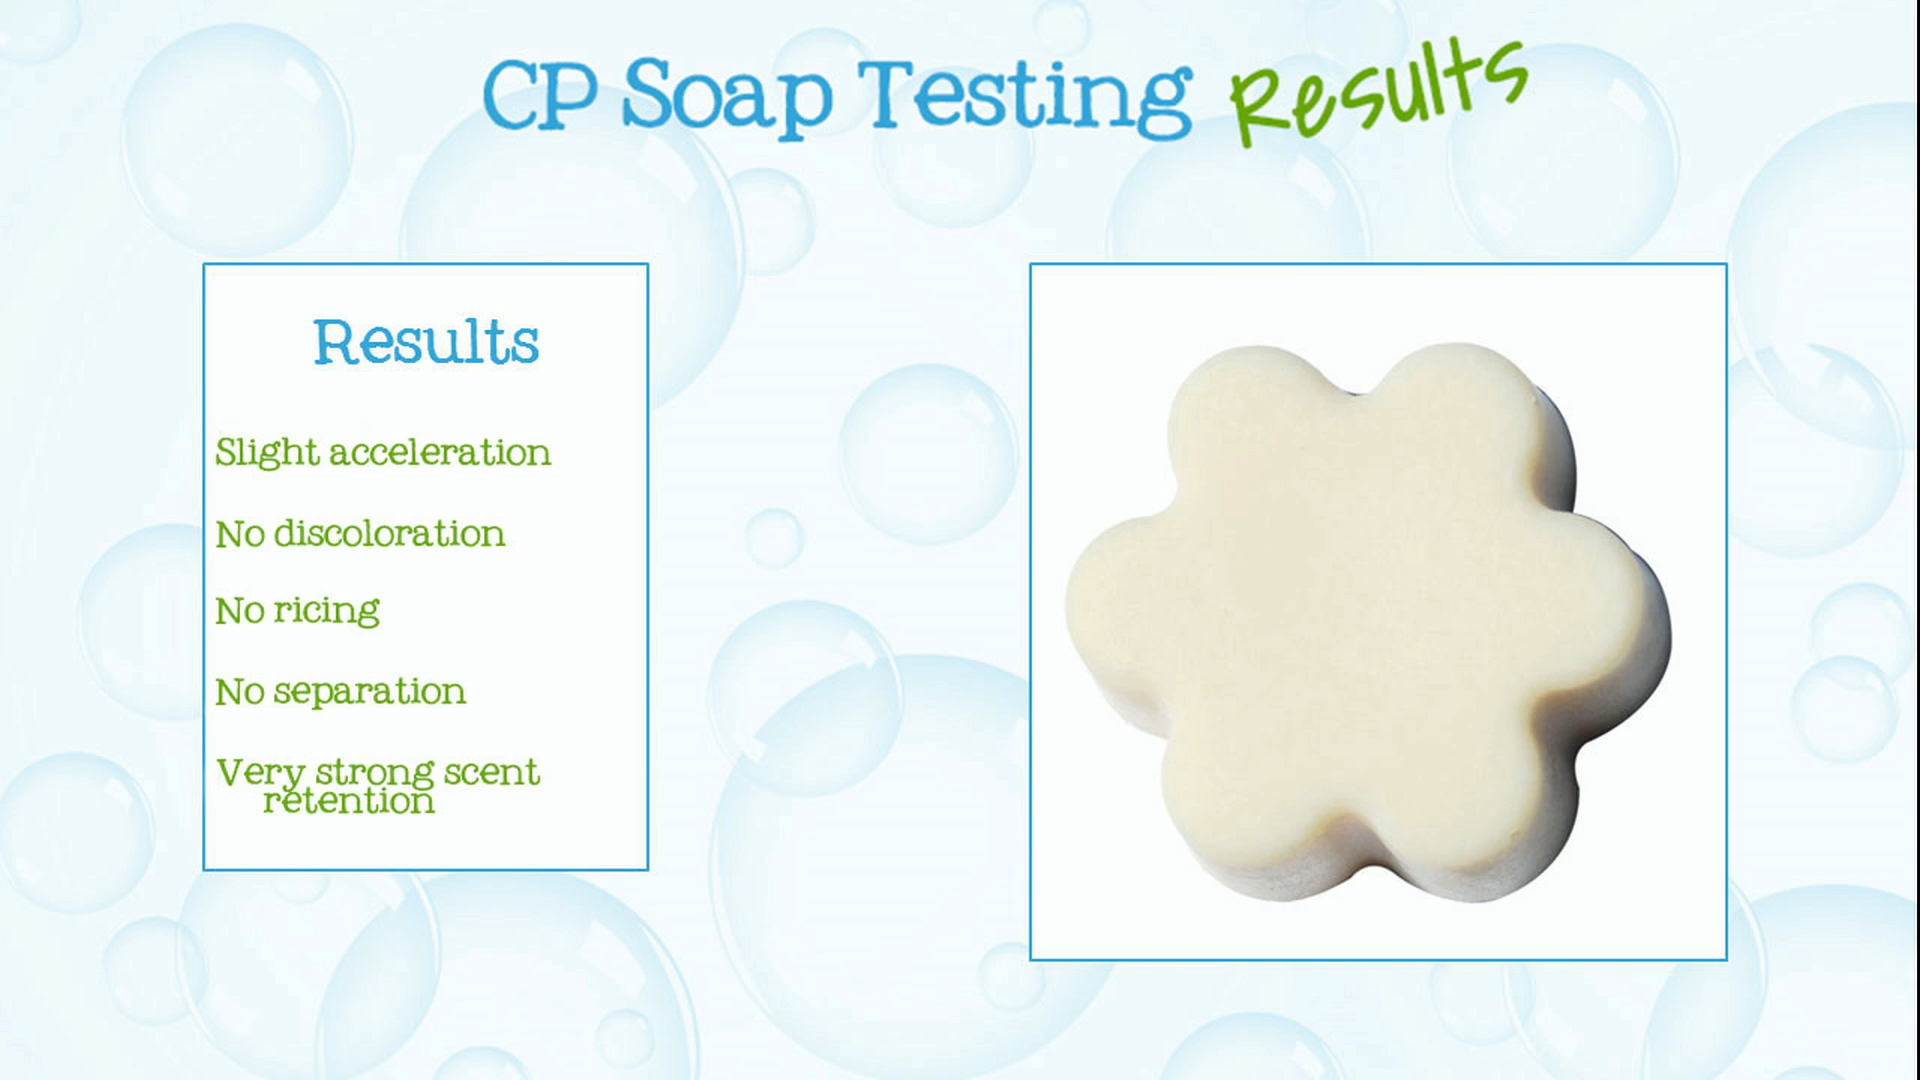 CP Soap Testing Results
Results
Slight acceleration
No discoloration
No ricing
No separation
Very strong scent
retention